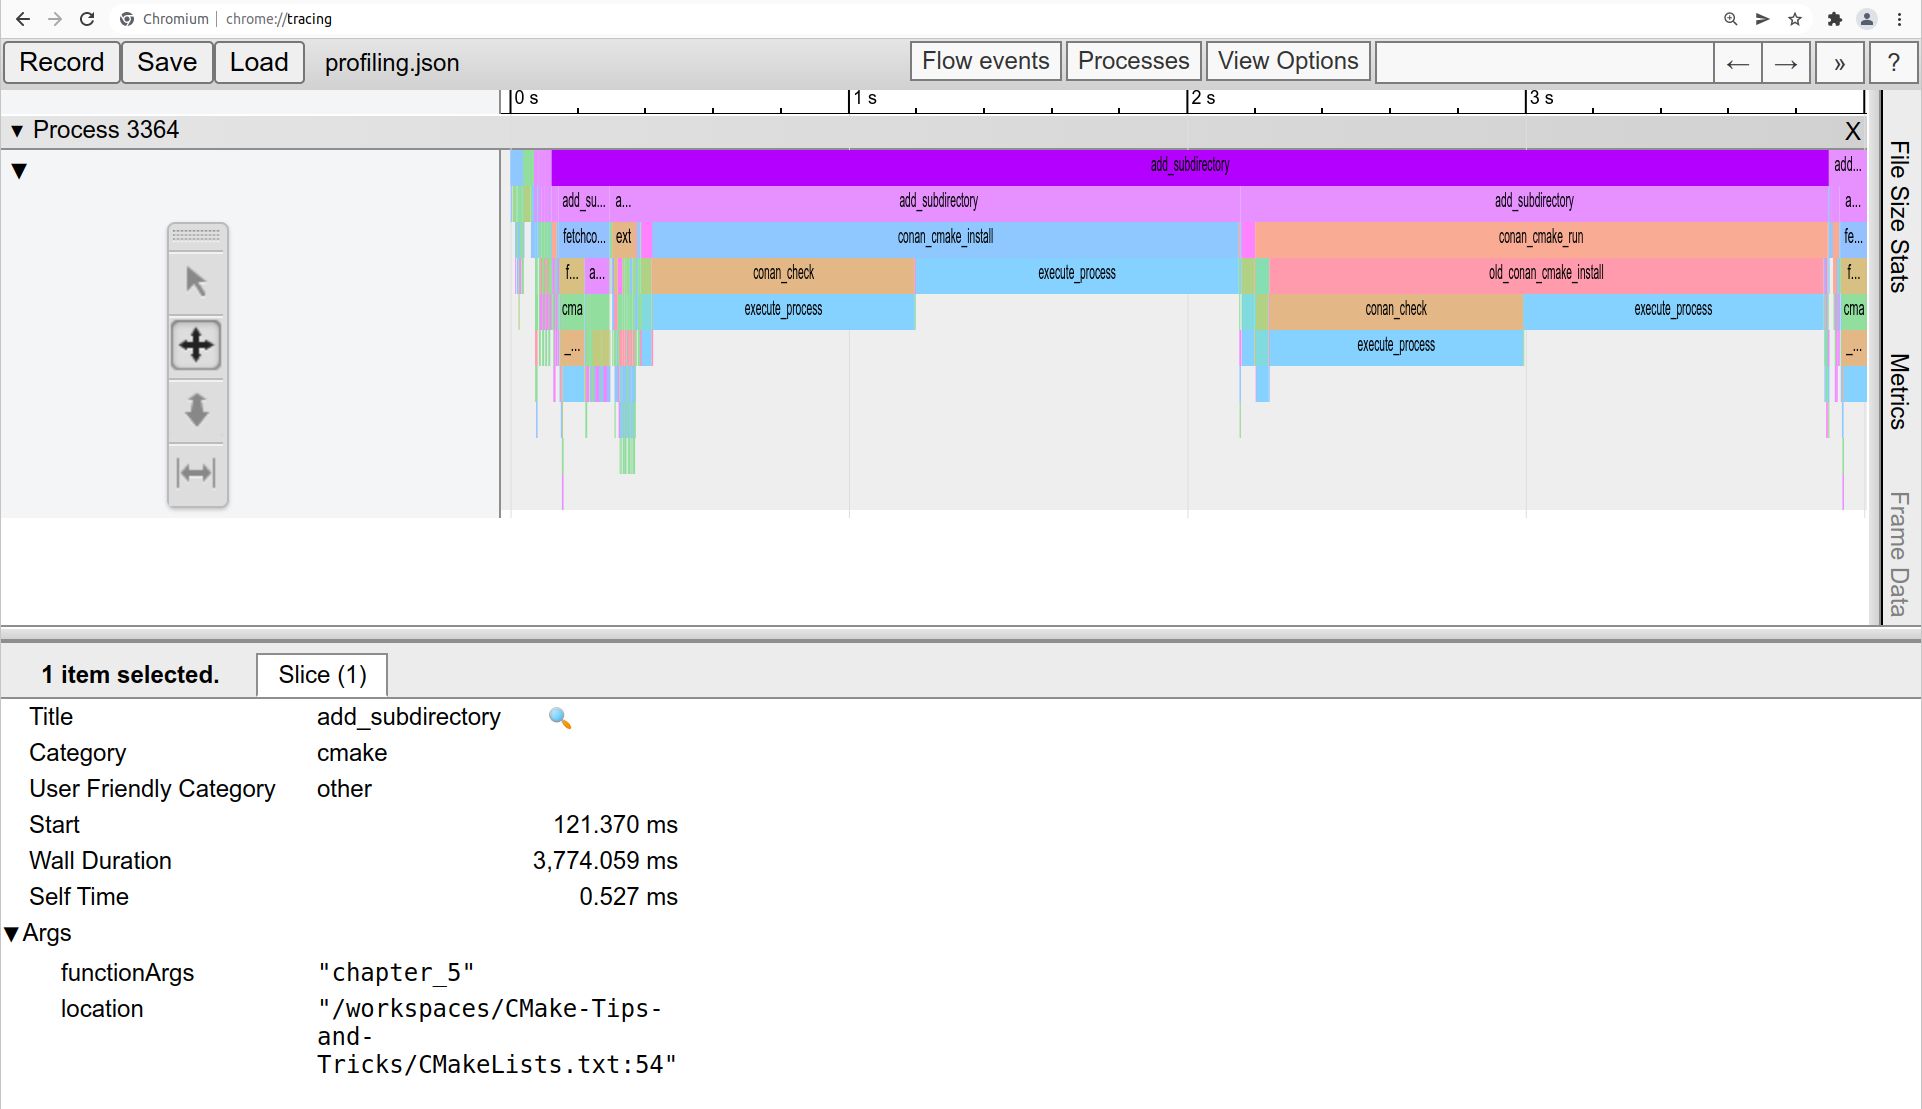 Chromium | chrome://tracing
Record Save Load profiling.json Flow events Processes View Options ← → » ?
0 s 1 s 2 s 3 s
▼ Process 3364 X
▼
add_subdirectory add...
add_su... a... add_subdirectory add_subdirectory a...
fetchco... ext conan_cmake_install conan_cmake_run fe...
f... a... conan_check execute_process old_conan_cmake_install f...
cma execute_process conan_check execute_process cma
_... execute_process _...
File Size Stats
Metrics
Frame Data
1 item selected. Slice (1)
Title add_subdirectory
Category cmake
User Friendly Category other
Start 121.370 ms
Wall Duration 3,774.059 ms
Self Time 0.527 ms
▼Args
functionArgs "chapter_5"
location "/workspaces/CMake-Tips-
and-
Tricks/CMakeLists.txt:54"